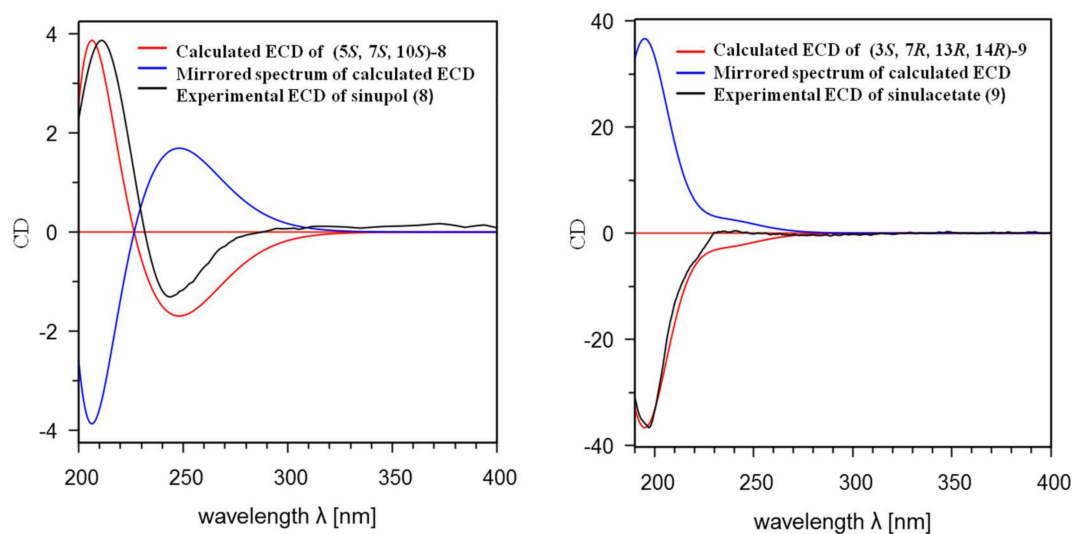 Calculated ECD of (5S, 7S, 10S)-8
Mirrored spectrum of calculated ECD
Experimental ECD of sinupol (8)
4
2
0
-2
-4
CD
200
250
300
350
400
wavelength λ [nm]
Calculated ECD of (3S, 7R, 13R, 14R)-9
Mirrored spectrum of calculated ECD
Experimental ECD of sinulacetate (9)
40
20
0
-20
-40
CD
200
250
300
350
400
wavelength λ [nm]